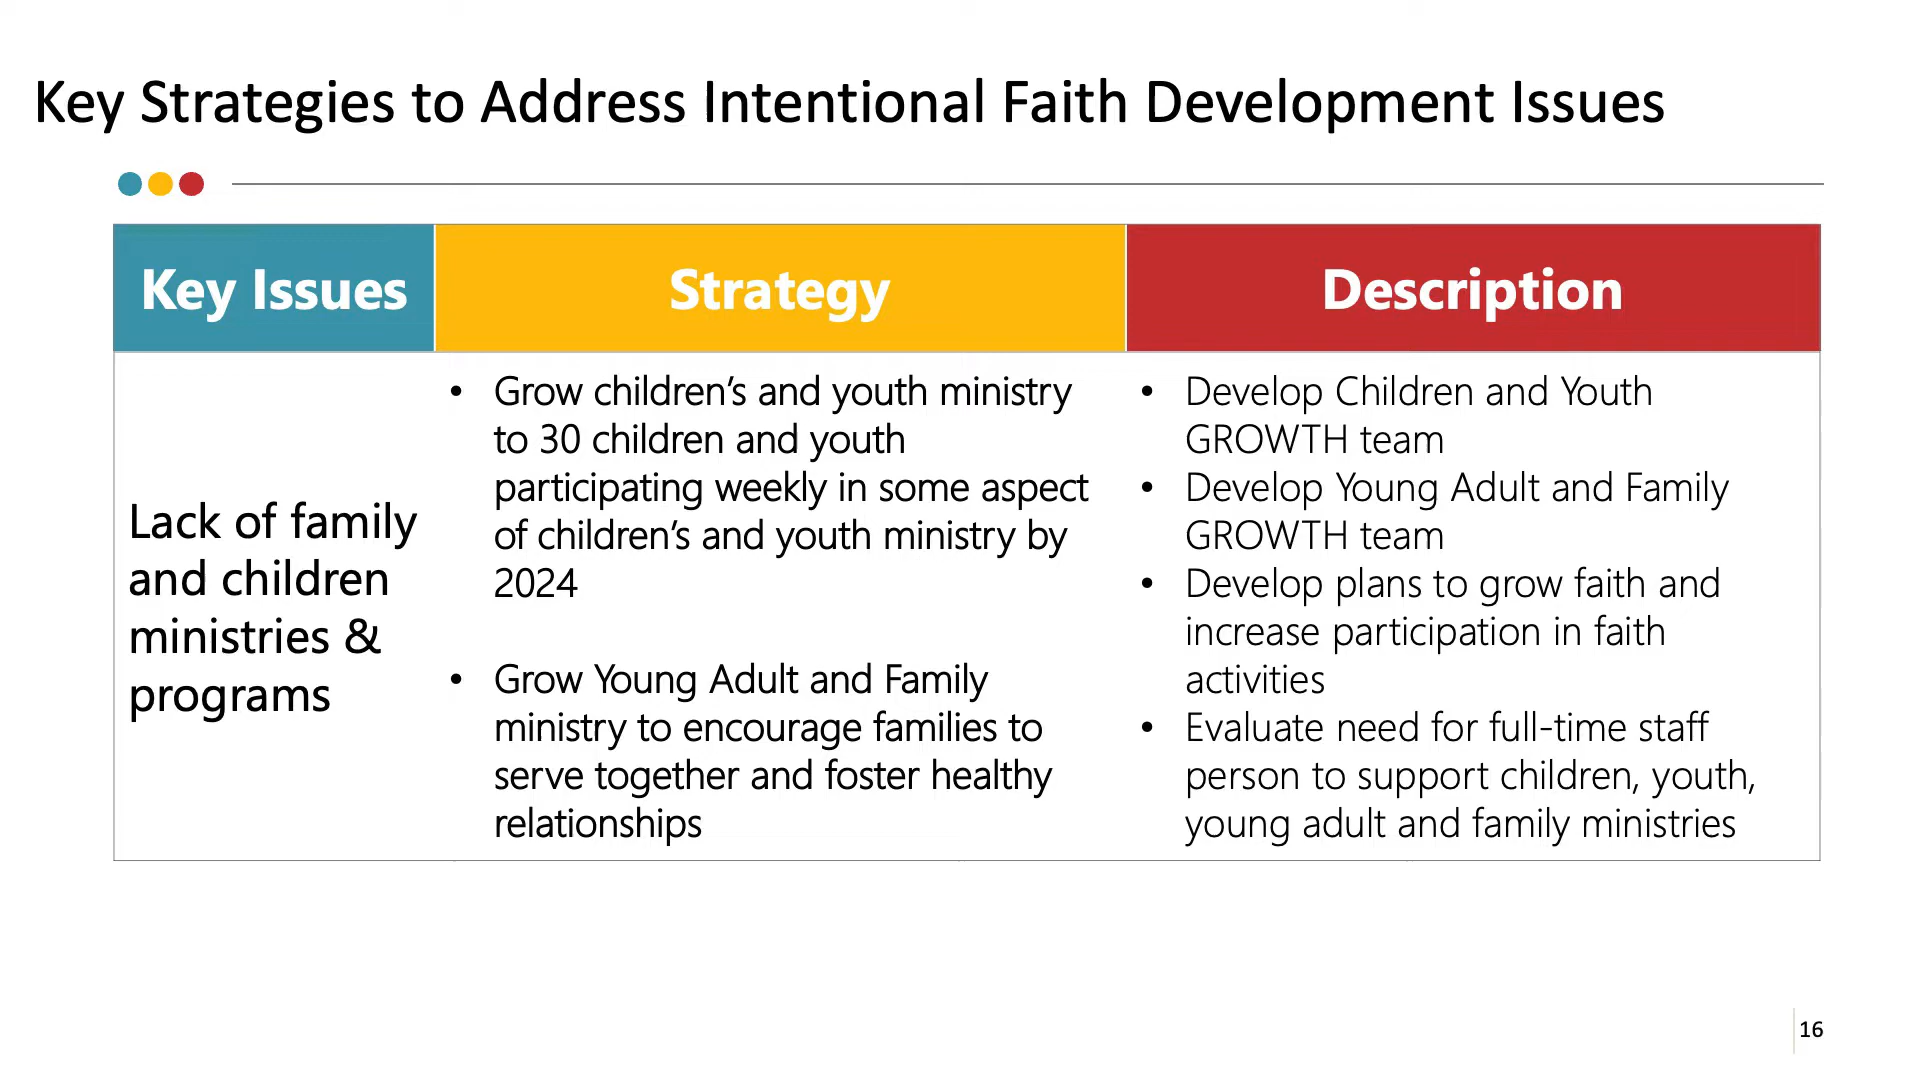 Key Strategies to Address Intentional Faith Development Issues
Key Issues
Strategy
Description
Lack of family
and children
ministries &
programs
• Grow children’s and youth ministry
to 30 children and youth
participating weekly in some aspect
of children’s and youth ministry by
2024
• Grow Young Adult and Family
ministry to encourage families to
serve together and foster healthy
relationships
• Develop Children and Youth
GROWTH team
• Develop Young Adult and Family
GROWTH team
• Develop plans to grow faith and
increase participation in faith
activities
• Evaluate need for full-time staff
person to support children, youth,
young adult and family ministries
16